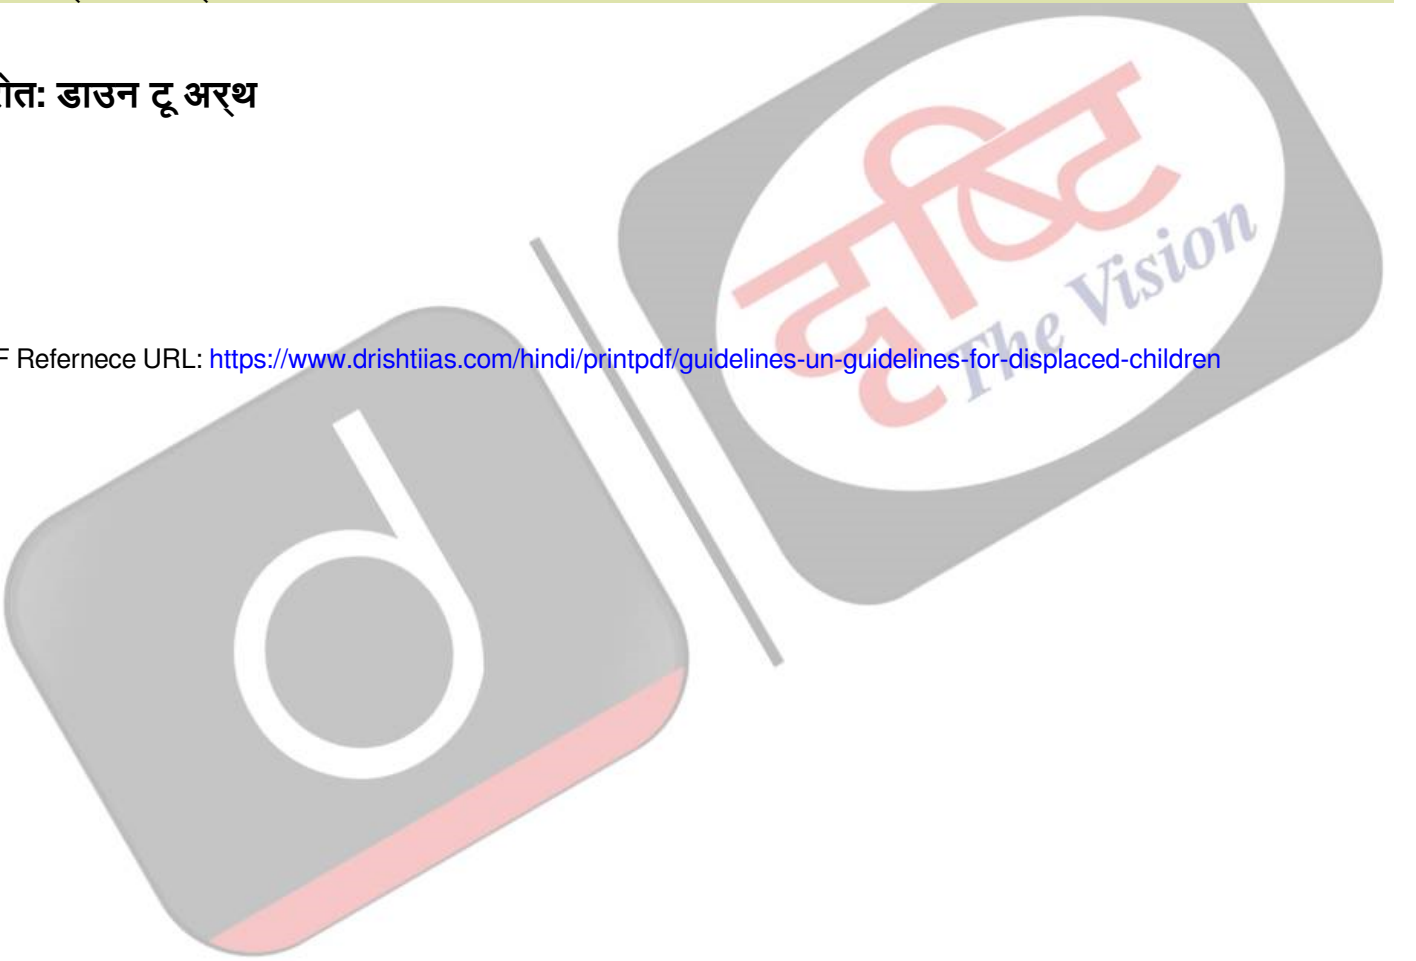 ोत: डाउन टू अर्थ
दृष्टि
The Vision
F Refernece URL: https://www.drishtiias.com/hindi/printpdf/guidelines-un-guidelines-for-displaced-children
d